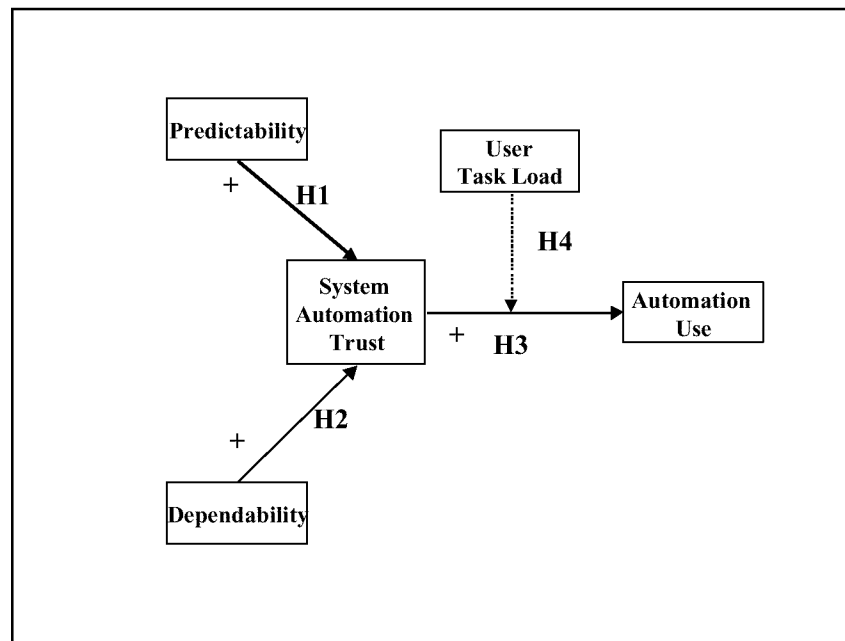 Predictability
User
Task Load
+
H1
H4
System
Automation
Trust
Automation
Use
+
H3
H2
+
Dependability